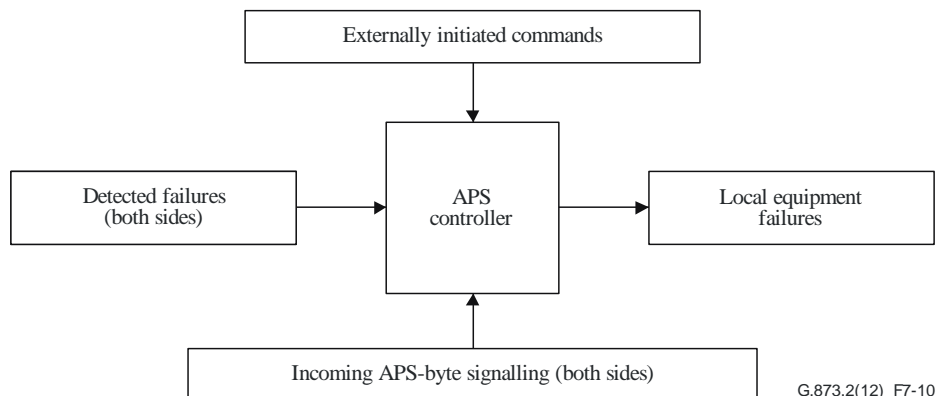 Externally initiated commands
Detected failures
(both sides)
APS
controller
Local equipment
failures
Incoming APS-byte signalling (both sides)
G.873.2(12)_F7-10